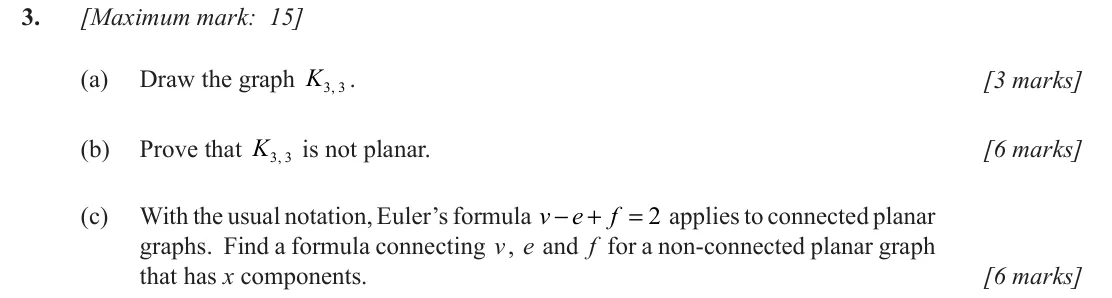 3. [Maximum mark: 15]
(a) Draw the graph K3, 3. [3 marks]
(b) Prove that K3, 3 is not planar. [6 marks]
(c) With the usual notation, Euler's formula v − e + f = 2 applies to connected planar
graphs. Find a formula connecting v, e and f for a non-connected planar graph
that has x components. [6 marks]